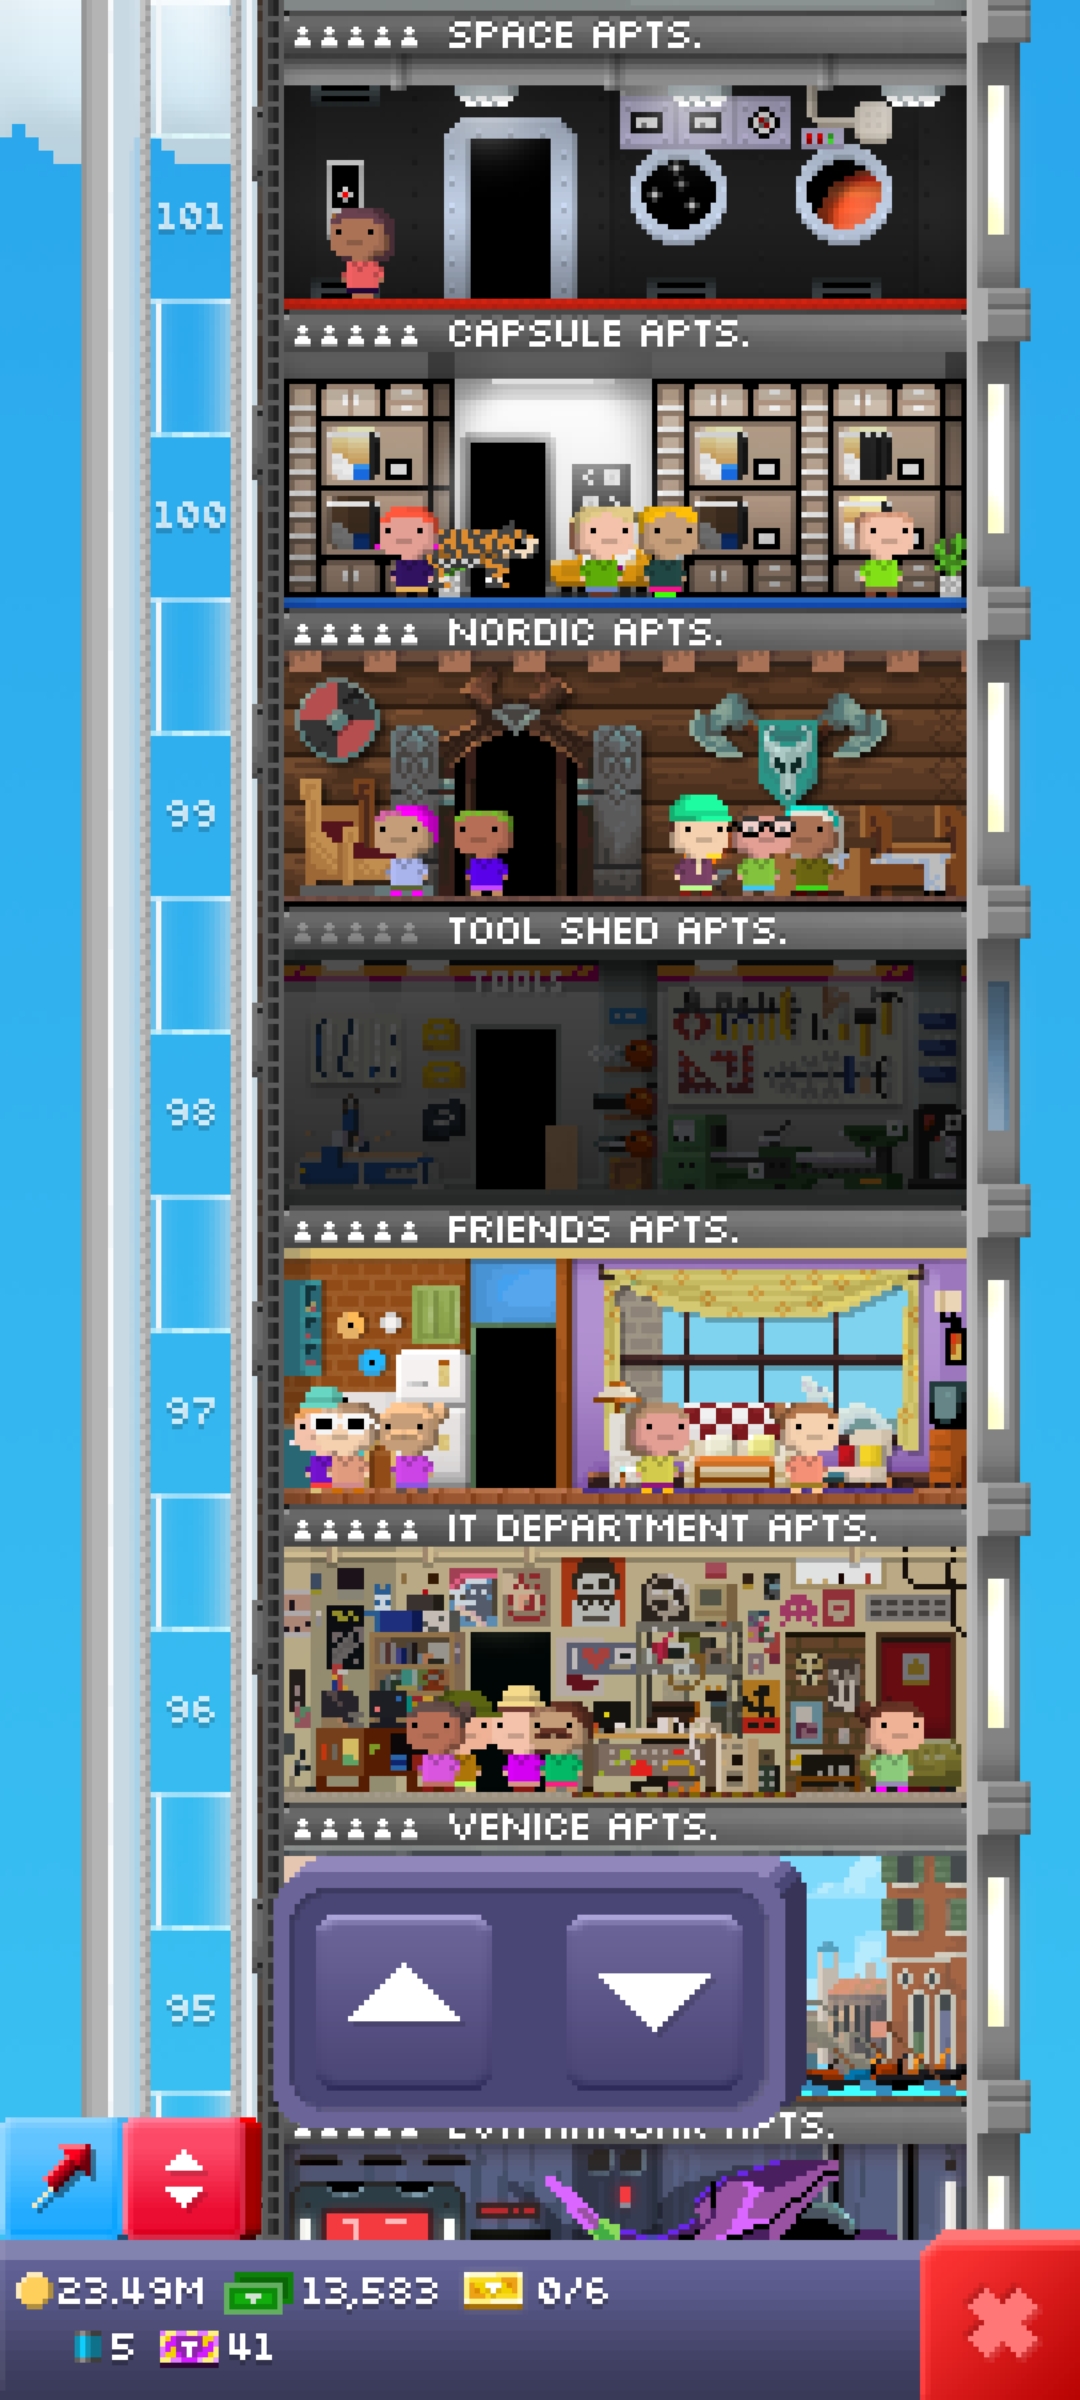 SPACE APTS.
101
CAPSULE APTS.
100
NORDIC APTS.
99
TOOL SHED APTS.
TOOLS
98
FRIENDS APTS.
97
IT DEPARTMENT APTS.
96
VENICE APTS.
95
APTS.
23.49M 13,583 0/6
5 41